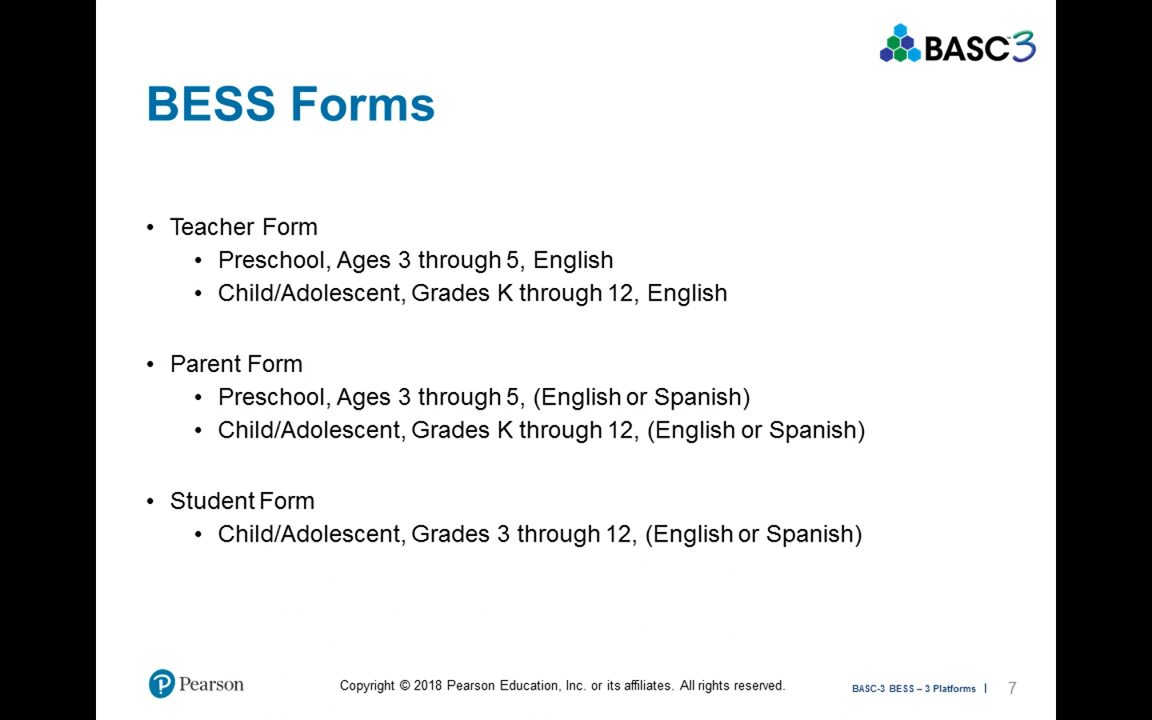 BASC™3
BESS Forms
• Teacher Form
• Preschool, Ages 3 through 5, English
• Child/Adolescent, Grades K through 12, English
• Parent Form
• Preschool, Ages 3 through 5, (English or Spanish)
• Child/Adolescent, Grades K through 12, (English or Spanish)
• Student Form
• Child/Adolescent, Grades 3 through 12, (English or Spanish)
P Pearson
Copyright © 2018 Pearson Education, Inc. or its affiliates. All rights reserved.
BASC-3 BESS – 3 Platforms | 7